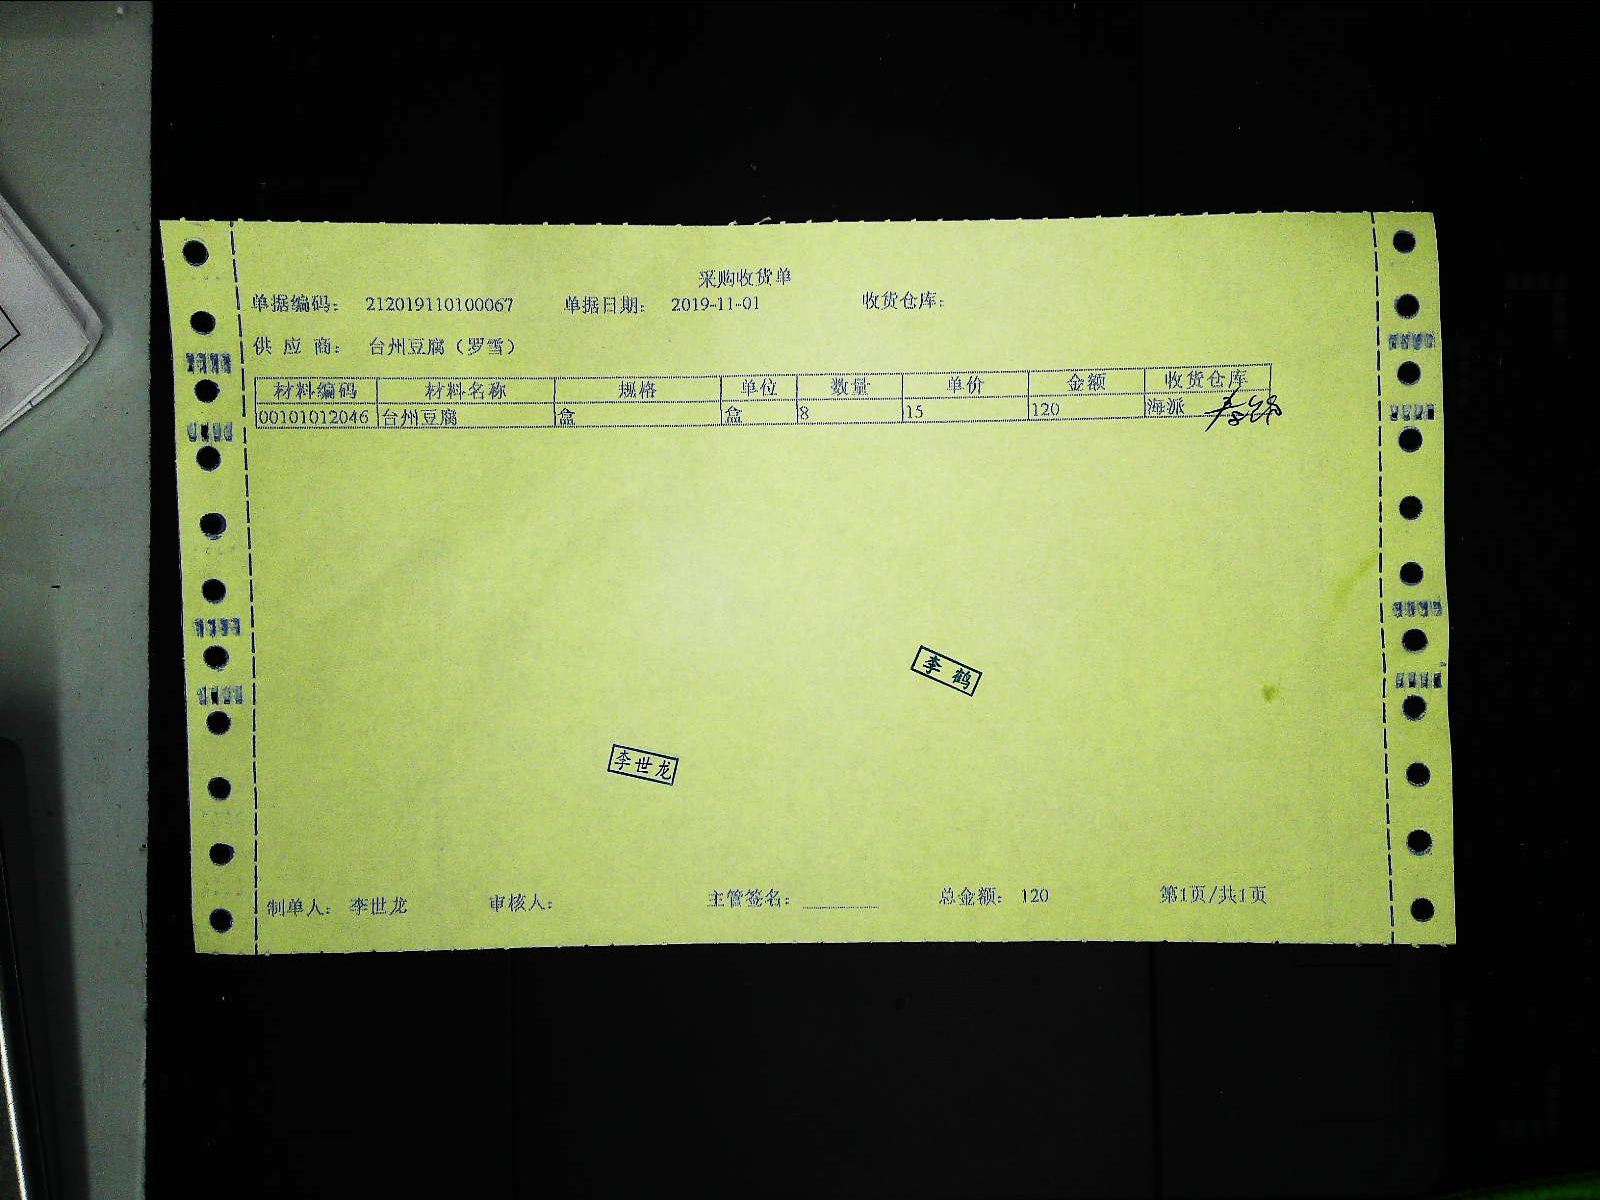 采购收货单
单据编码： 212019110100067 单据日期： 2019-11-01 收货仓库：
供 应 商： 台州豆腐（罗雪）
材料编码 材料名称 规格 单位 数量 单价 金额 收货仓库
00101012046 台州豆腐 盒 盒 8 15 120 海派
李 鹤
李世龙
制单人： 李世龙 审核人： 主管签名： 总金额： 120 第1页/共1页